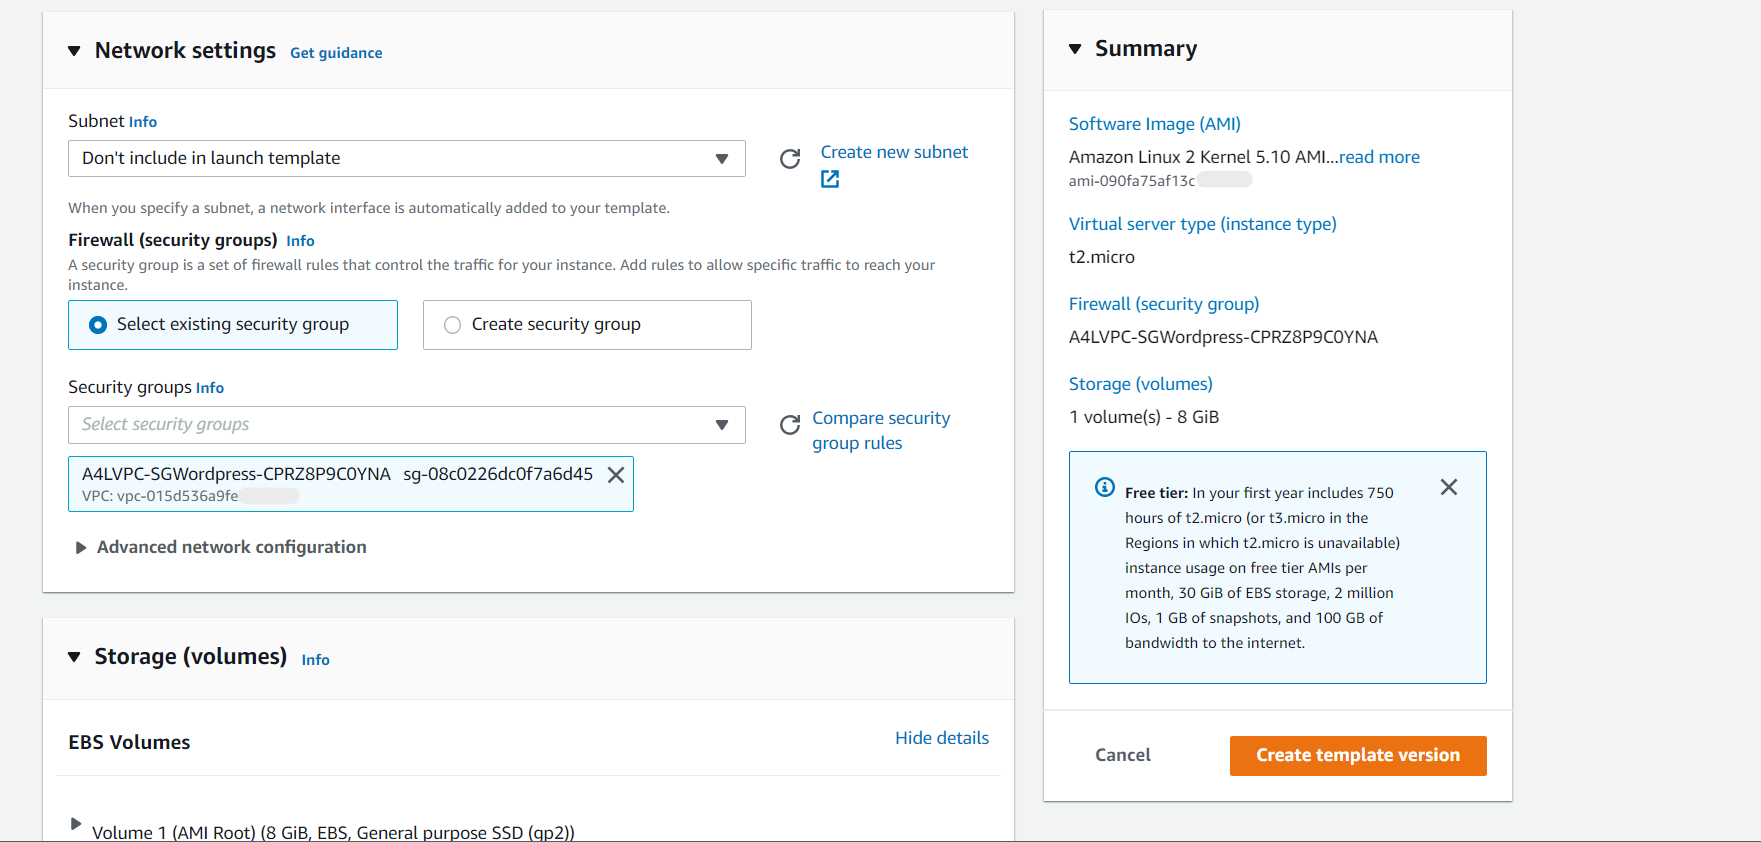 Network settings Get guidance
Subnet Info
Don't include in launch template
Create new subnet
When you specify a subnet, a network interface is automatically added to your template.
Firewall (security groups) Info
A security group is a set of firewall rules that control the traffic for your instance. Add rules to allow specific traffic to reach your
instance.
Select existing security group
Create security group
Security groups Info
Select security groups
Compare security
group rules
A4LVPC-SGWordpress-CPRZ8P9C0YNA sg-08c0226dc0f7a6d45
VPC: vpc-015d536a9fe
Advanced network configuration
Storage (volumes) Info
EBS Volumes
Hide details
Volume 1 (AMI Root) (8 GiB, EBS, General purpose SSD (gp2))
Summary
Software Image (AMI)
Amazon Linux 2 Kernel 5.10 AMI...read more
ami-090fa75af13c
Virtual server type (instance type)
t2.micro
Firewall (security group)
A4LVPC-SGWordpress-CPRZ8P9C0YNA
Storage (volumes)
1 volume(s) - 8 GiB
Free tier: In your first year includes 750
hours of t2.micro (or t3.micro in the
Regions in which t2.micro is unavailable)
instance usage on free tier AMIs per
month, 30 GiB of EBS storage, 2 million
IOs, 1 GB of snapshots, and 100 GB of
bandwidth to the internet.
Cancel
Create template version